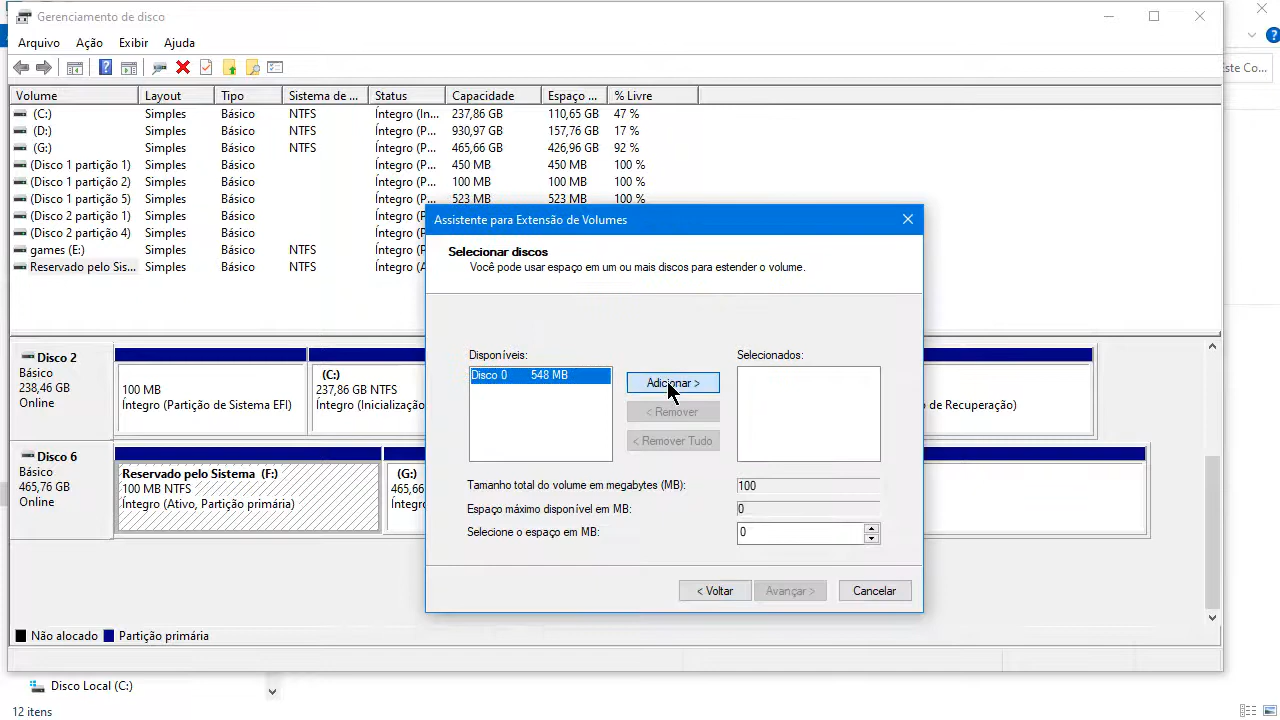 Gerenciamento de disco
Arquivo Ação Exibir Ajuda
Este Co...
Volume Layout Tipo Sistema de ... Status Capacidade Espaço ... % Livre
(C:) Simples Básico NTFS Íntegro (In... 237,86 GB 110,65 GB 47 %
(D:) Simples Básico NTFS Íntegro (P... 930,97 GB 157,76 GB 17 %
(G:) Simples Básico NTFS Íntegro (P... 465,66 GB 426,96 GB 92 %
(Disco 1 partição 1) Simples Básico Íntegro (P... 450 MB 450 MB 100 %
(Disco 1 partição 2) Simples Básico Íntegro (P... 100 MB 100 MB 100 %
(Disco 1 partição 5) Simples Básico Íntegro (P... 523 MB 523 MB 100 %
(Disco 2 partição 1) Simples Básico Íntegro (P...
(Disco 2 partição 4) Simples Básico Íntegro (P...
games (E:) Simples Básico NTFS Íntegro (P...
Reservado pelo Sis... Simples Básico NTFS Íntegro (A
Assistente para Extensão de Volumes
Selecionar discos
Você pode usar espaço em um ou mais discos para estender o volume.
Disponíveis:
Disco 0 548 MB
Adicionar >
< Remover
< Remover Tudo
Selecionados:
Tamanho total do volume em megabytes (MB): 100
Espaço máximo disponível em MB: 0
Selecione o espaço em MB: 0
< Voltar Avançar > Cancelar
Disco 2
Básico
238,46 GB
Online
100 MB
Íntegro (Partição de Sistema EFI)
(C:)
237,86 GB NTFS
Íntegro (Inicialização
de Recuperação)
Disco 6
Básico
465,76 GB
Online
Reservado pelo Sistema (F:)
100 MB NTFS
Íntegro (Ativo, Partição primária)
(G:)
465,66
Íntegro
Não alocado Partição primária
Disco Local (C:)
12 itens